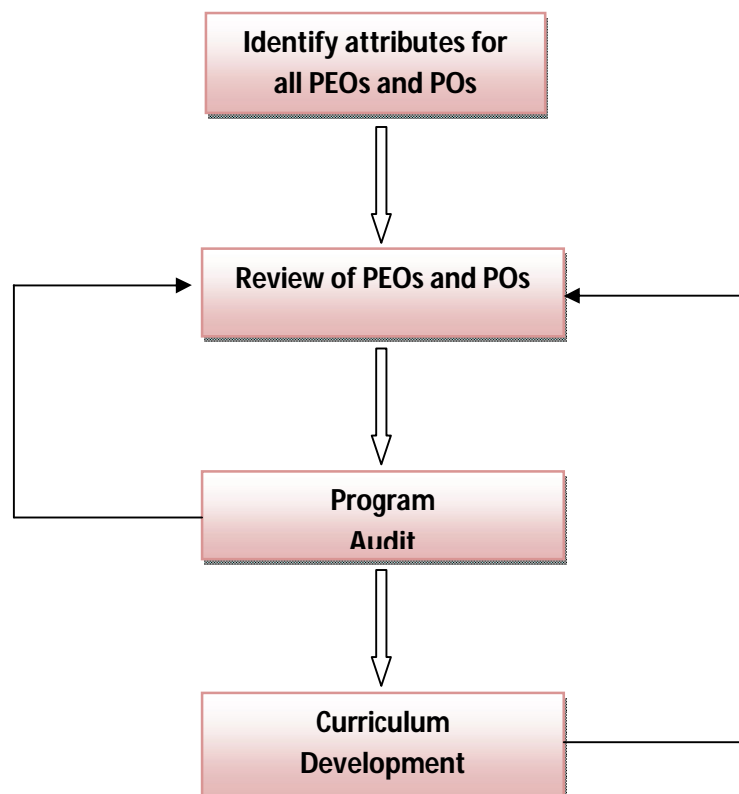 Identify attributes for
all PEOs and POs
Review of PEOs and POs
Program
Audit
Curriculum
Development